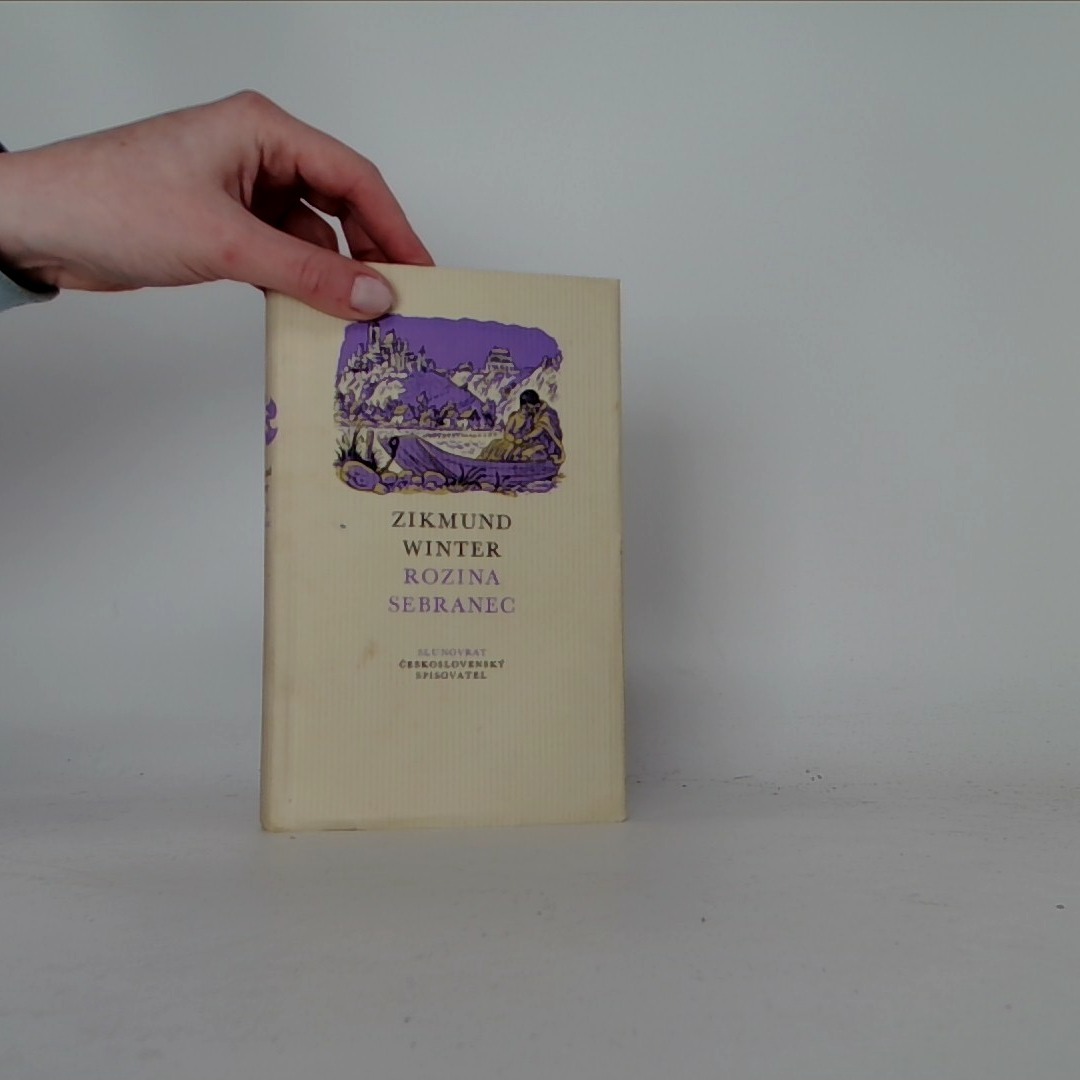 ZIKMUND
WINTER
ROZINA
SEBRANEC
SLUNOVRAT
ČESKOSLOVENSKÝ
SPISOVATEL